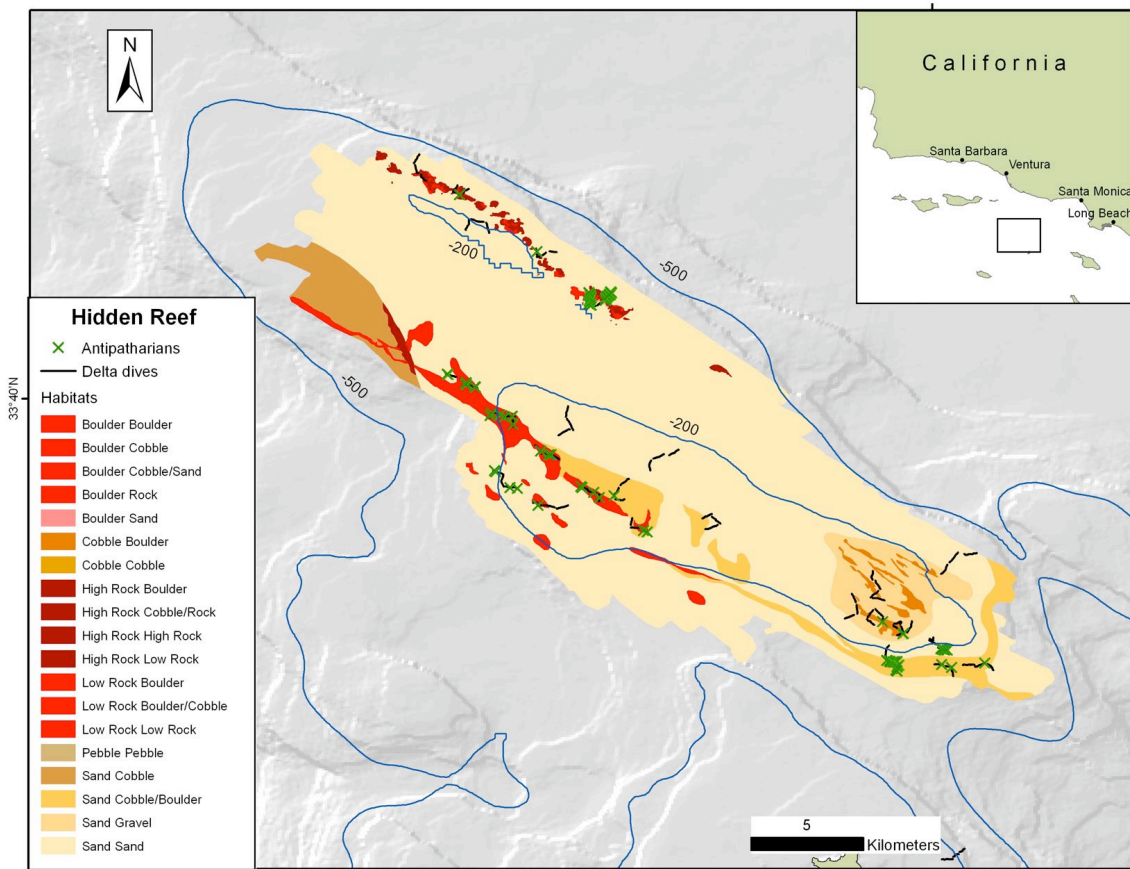 N
California
Santa Barbara
Ventura
Santa Monica
Long Beach
-200
-500
-500
-200
33°40'N
Hidden Reef
Antipatharians
Delta dives
Habitats
Boulder Boulder
Boulder Cobble
Boulder Cobble/Sand
Boulder Rock
Boulder Sand
Cobble Boulder
Cobble Cobble
High Rock Boulder
High Rock Cobble/Rock
High Rock High Rock
High Rock Low Rock
Low Rock Boulder
Low Rock Boulder/Cobble
Low Rock Low Rock
Pebble Pebble
Sand Cobble
Sand Cobble/Boulder
Sand Gravel
Sand Sand
5
Kilometers